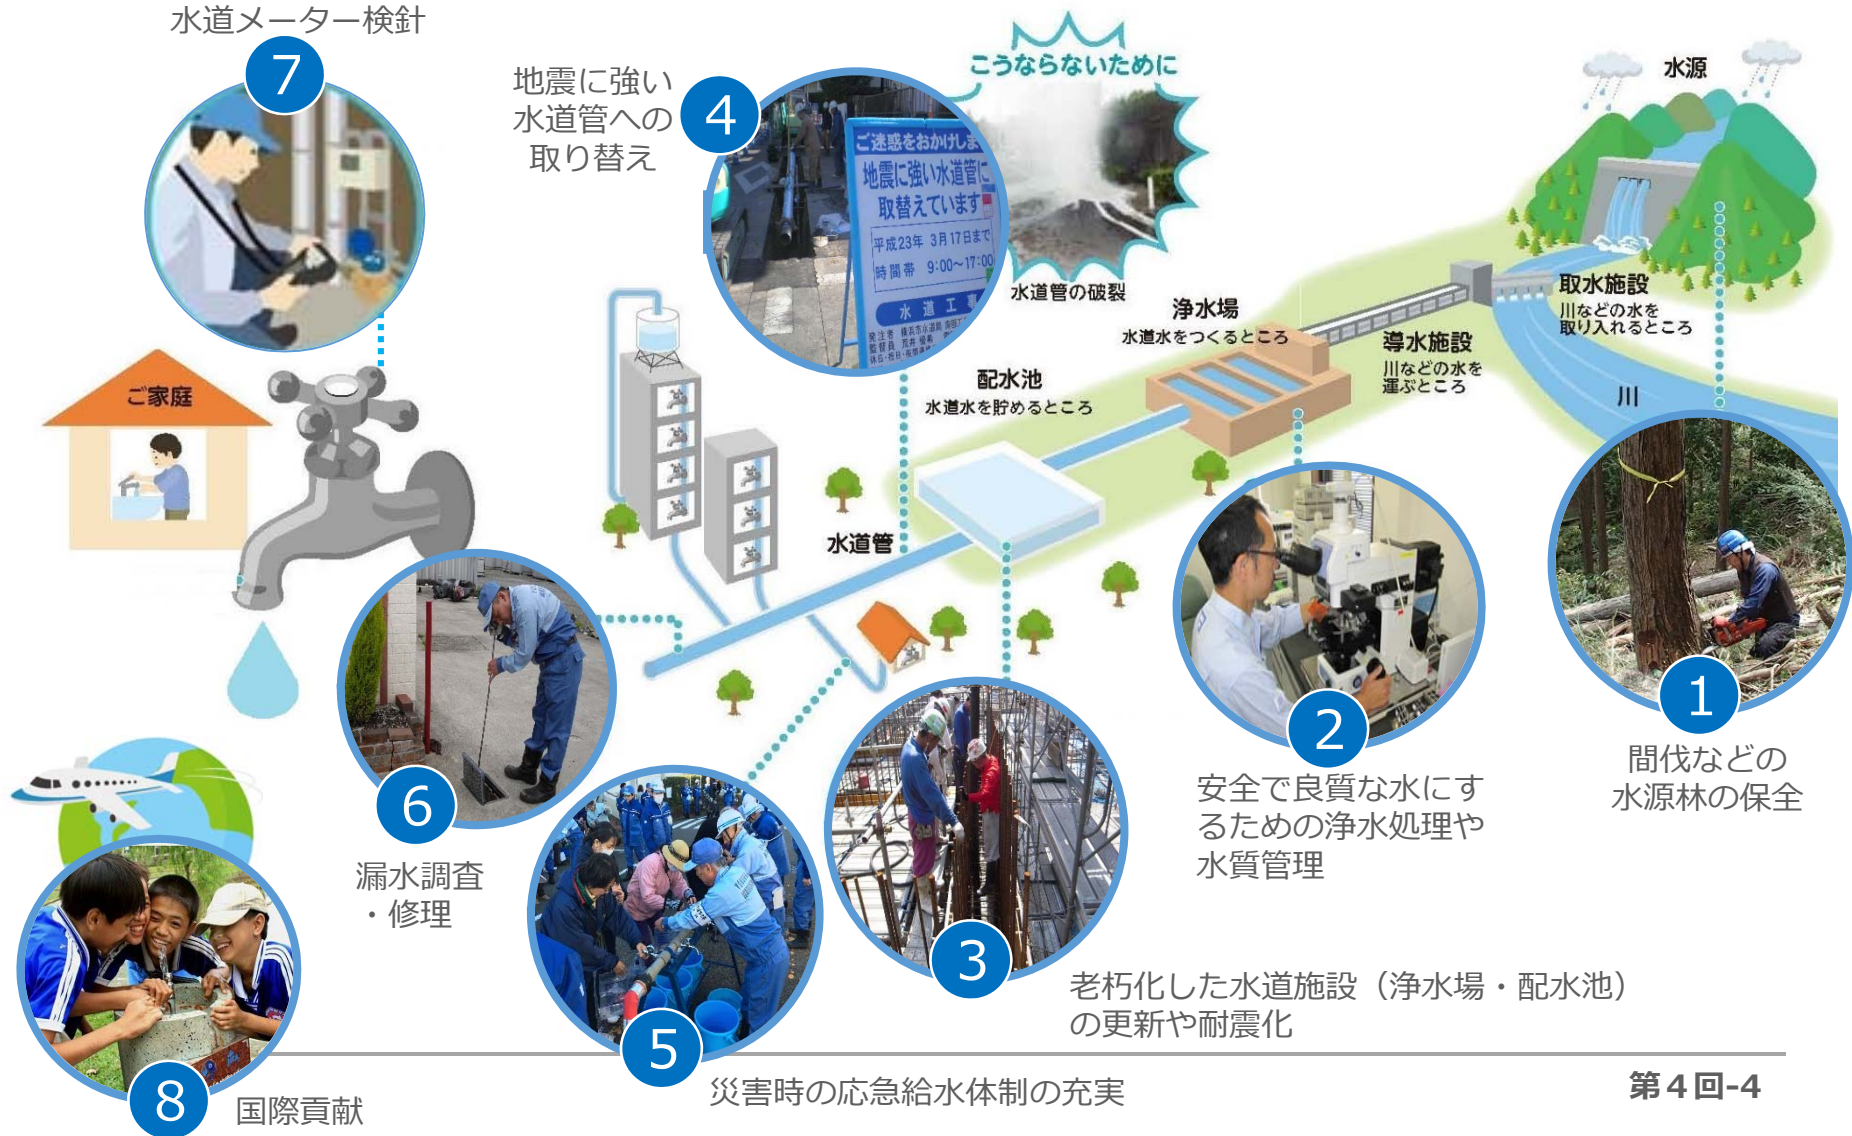 水道メーター検針
7
地震に強い
水道管への
取り替え
4
こうならないために
水道管の破裂
ご迷惑をおかけしま
地震に強い水道管に
取替えています
平成23年 3月17日まで
時間帯 9:00～17:00
水道工事
発注者 横浜市水道局
水源
取水施設
川などの水を
取り入れるところ
浄水場
水道水をつくるところ
導水施設
川などの水を
運ぶところ
川
配水池
水道水を貯めるところ
水道管
ご家庭
1
間伐などの
水源林の保全
2
安全で良質な水にす
るための浄水処理や
水質管理
3
老朽化した水道施設（浄水場・配水池）
の更新や耐震化
6
漏水調査
・修理
5
災害時の応急給水体制の充実
8
国際貢献
第４回-4